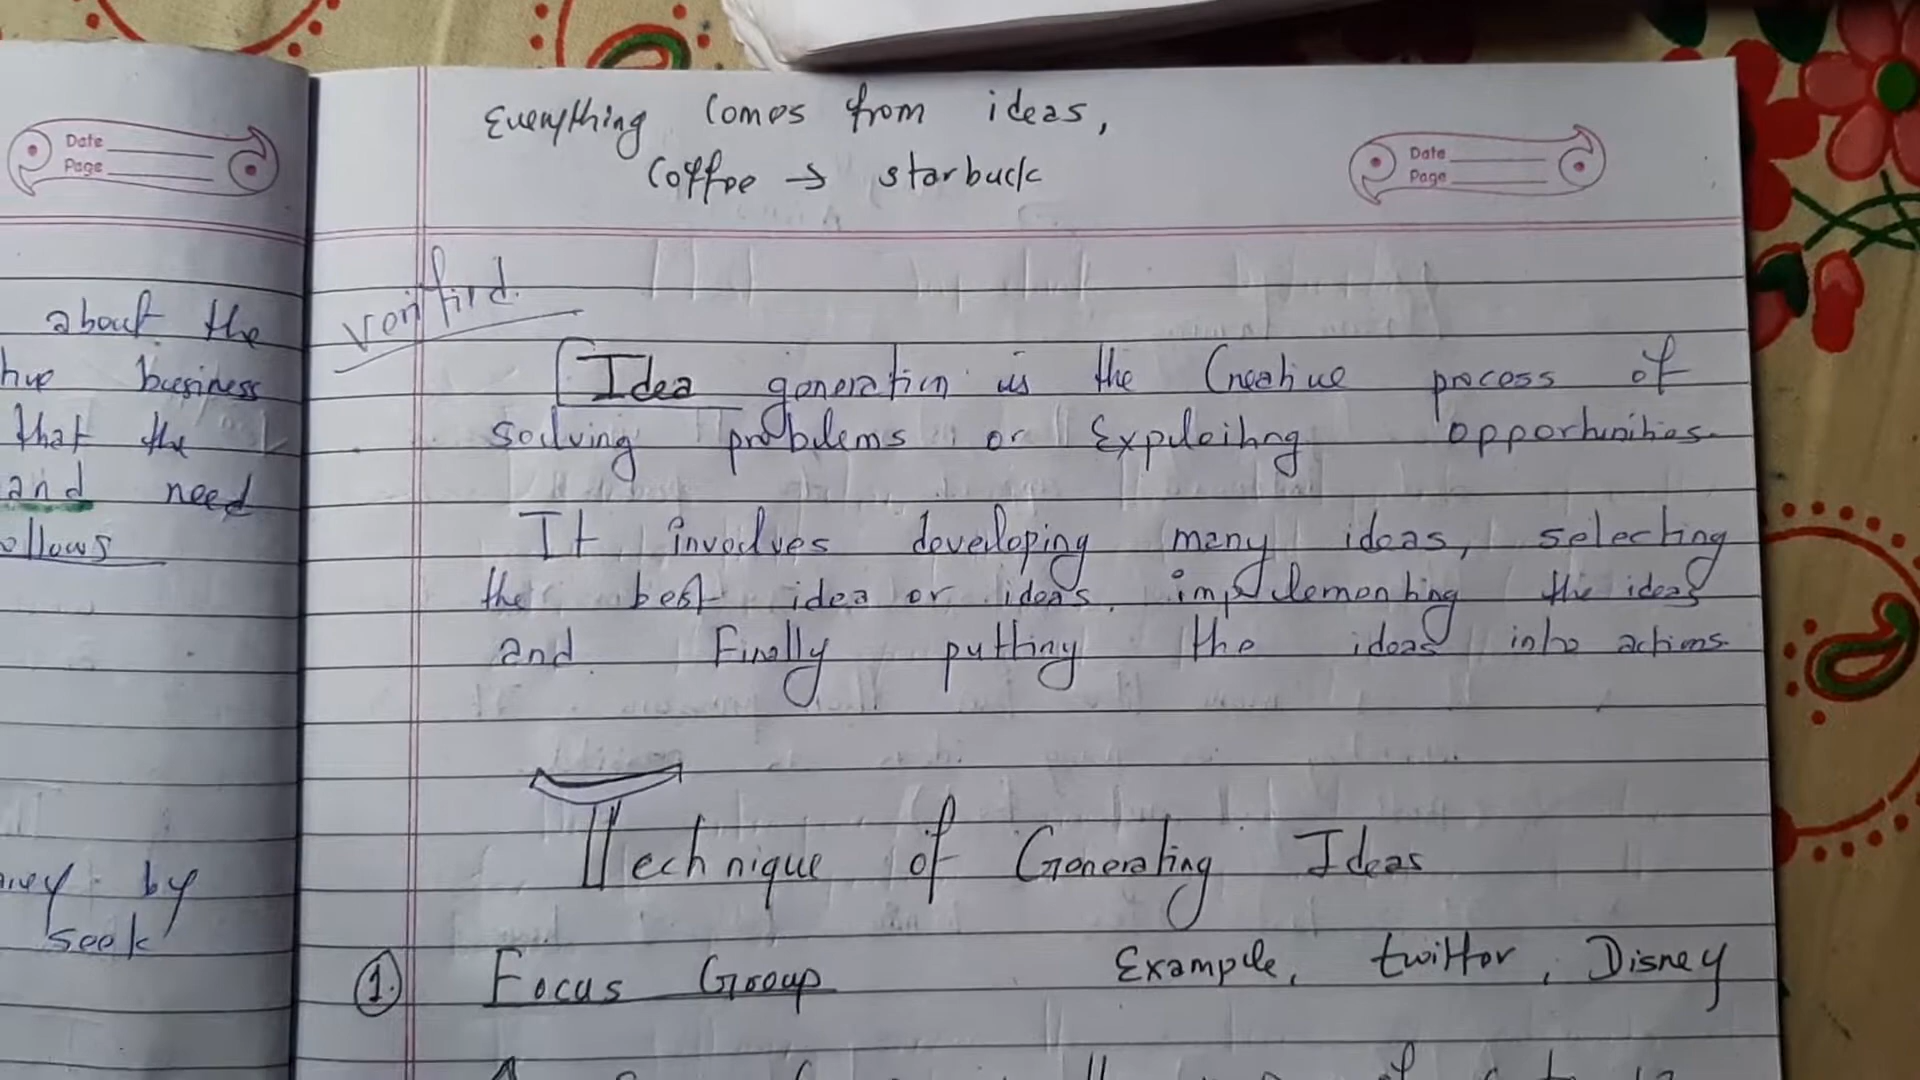 Date
Page
about the
business
that the
and need
ollows
by
seek
Everything comes from ideas,
Coffee → starbuck
Date
Page
Idea generation is the Creative process of
solving problems or Exploiting opportunities.
It involves developing many ideas, selecting
the best idea or ideas, implementing the ideas
and Finally putting the ideas into actions.
Technique of Generating Ideas
1. Focus Group Example, twitter, Disney